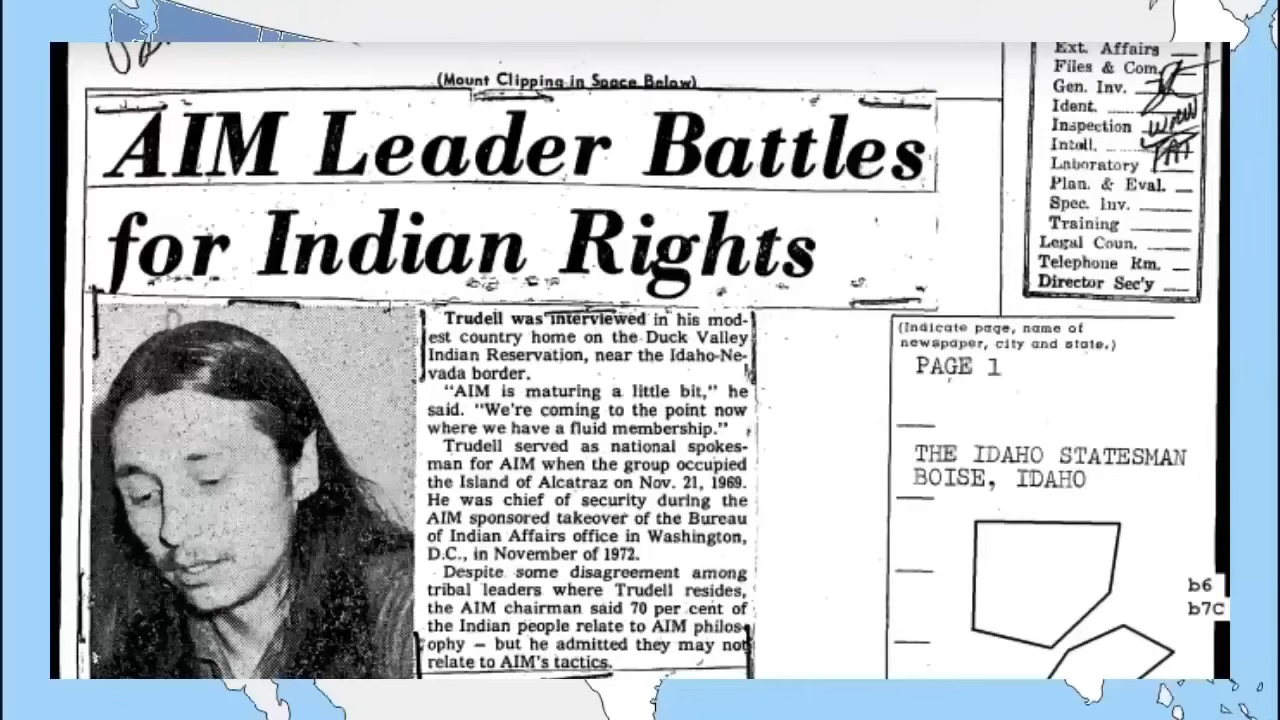 (Mount Clipping in Space Below)
AIM Leader Battles
for Indian Rights
Trudell was interviewed in his mod-
est country home on the Duck Valley
Indian Reservation, near the Idaho-Ne-
vada border.
"AIM is maturing a little bit," he
said. "We're coming to the point now
where we have a fluid membership."
Trudell served as national spokes-
man for AIM when the group occupied
the Island of Alcatraz on Nov. 21, 1969.
He was chief of security during the
AIM sponsored takeover of the Bureau
of Indian Affairs office in Washington,
D.C., in November of 1972.
Despite some disagreement among
tribal leaders where Trudell resides,
the AIM chairman said 70 per cent of
the Indian people relate to AIM philos-
ophy — but he admitted they may not
relate to AIM's tactics.
Ext. Affairs
Files & Com.
Gen. Inv.
Ident.
Inspection
Intell.
Laboratory
Plan. & Eval.
Spec. Inv.
Training
Legal Coun.
Telephone Rm.
Director Sec'y
(Indicate page, name of
newspaper, city and state.)
PAGE 1
THE IDAHO STATESMAN
BOISE, IDAHO
b6
b7C